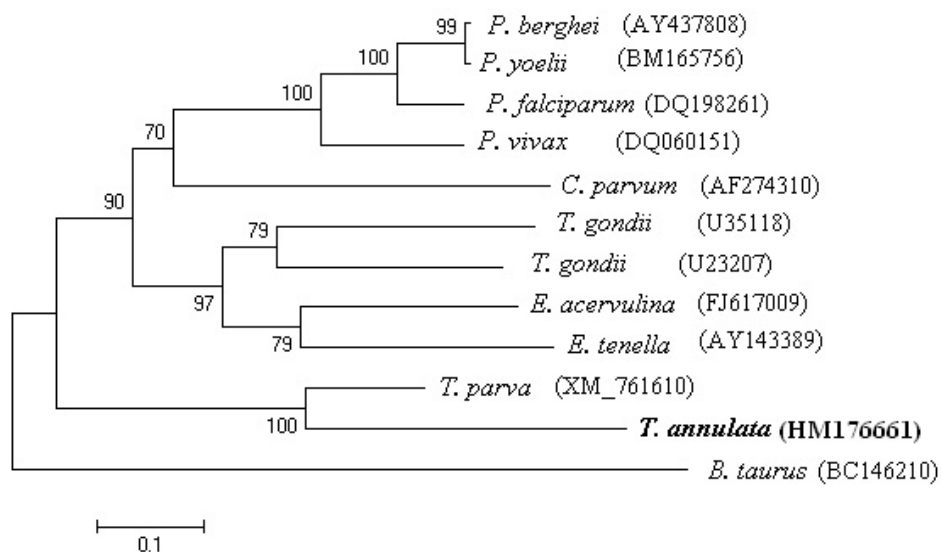 99 P. berghei (AY437808)
P. yoelii (BM165756)
100
P. falciparum (DQ198261)
100
P. vivax (DQ060151)
70
C. parvum (AF274310)
90
T. gondii (U35118)
79
T. gondii (U23207)
97
E. acervulina (FJ617009)
79
E. tenella (AY143389)
T. parva (XM_761610)
100
T. annulata (HM176661)
B. taurus (BC146210)
0.1